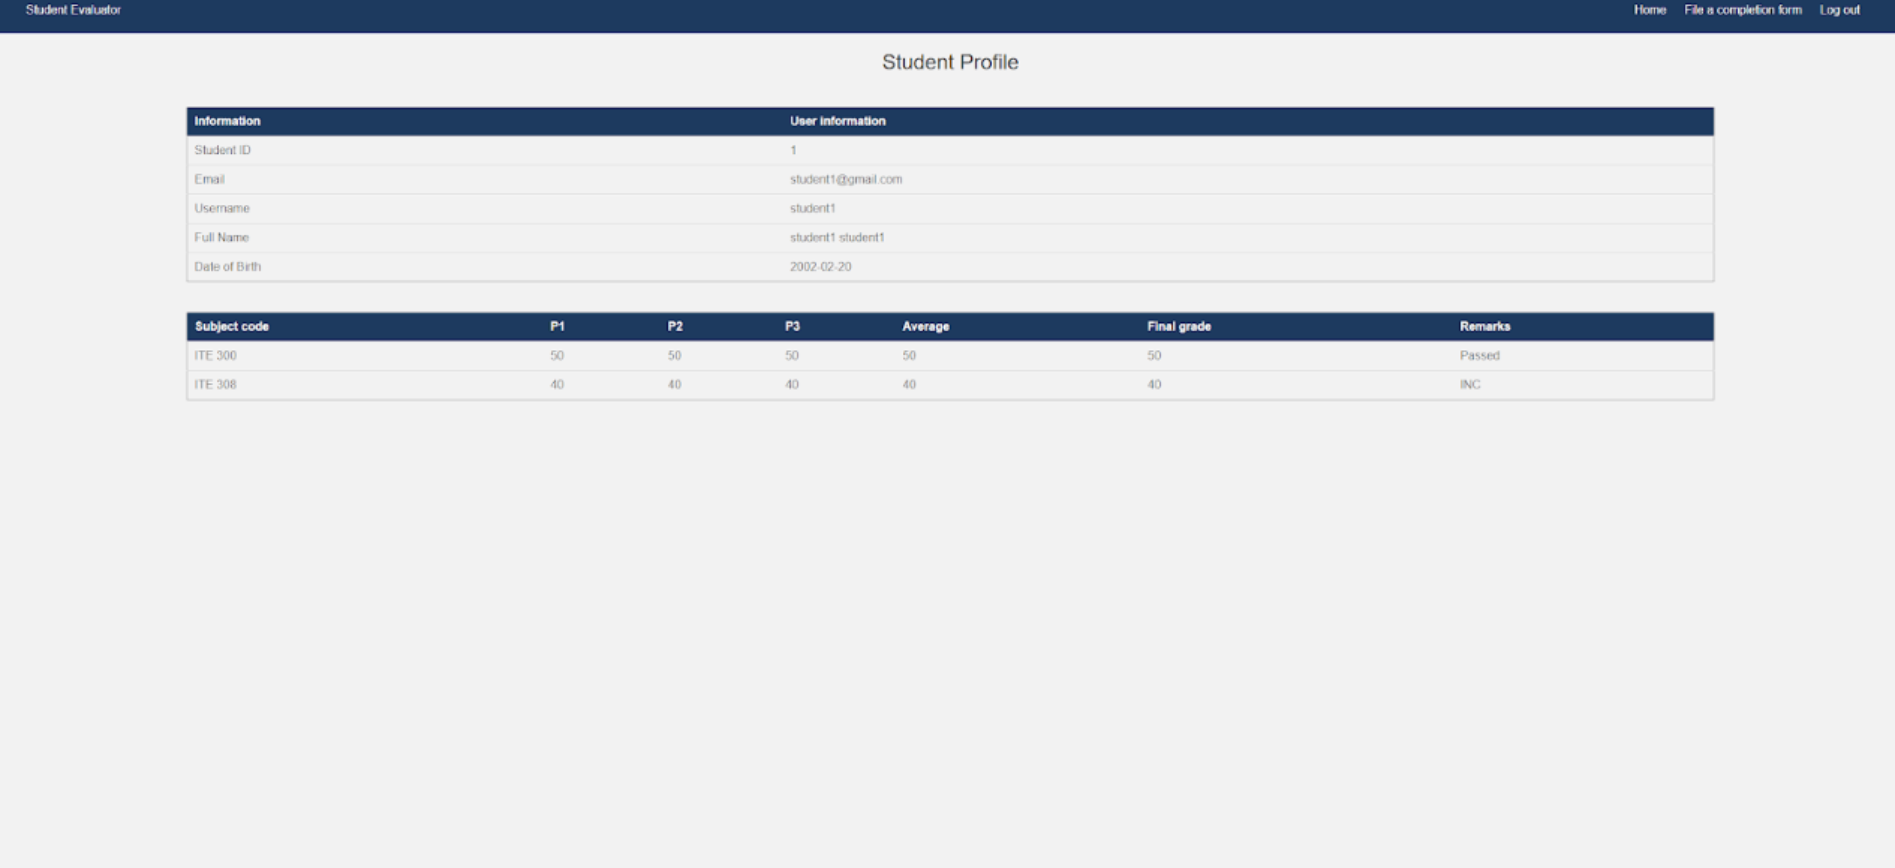 Student Evaluator Home File a completion form Log out
Student Profile
Information User information
Student ID 1
Email student1@gmail.com
Username student1
Full Name student1 student1
Date of Birth 2002-02-20
Subject code P1 P2 P3 Average Final grade Remarks
ITE 300 50 50 50 50 50 Passed
ITE 308 40 40 40 40 40 INC